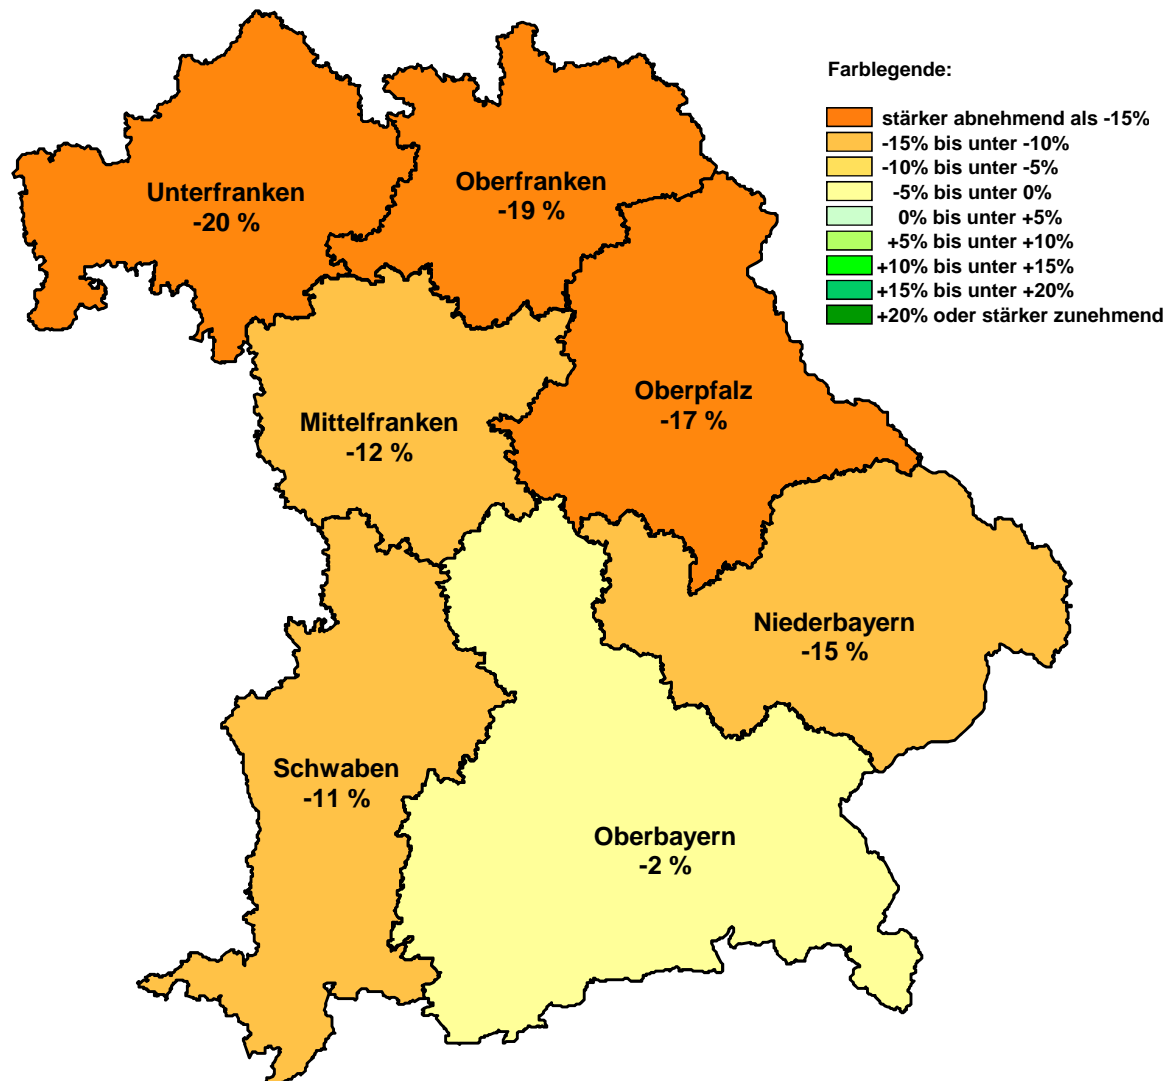 Farblegende:
stärker abnehmend als -15%
-15% bis unter -10%
-10% bis unter -5%
-5% bis unter 0%
0% bis unter +5%
+5% bis unter +10%
+10% bis unter +15%
+15% bis unter +20%
+20% oder stärker zunehmend
Unterfranken
-20 %
Oberfranken
-19 %
Oberpfalz
-17 %
Mittelfranken
-12 %
Niederbayern
-15 %
Schwaben
-11 %
Oberbayern
-2 %